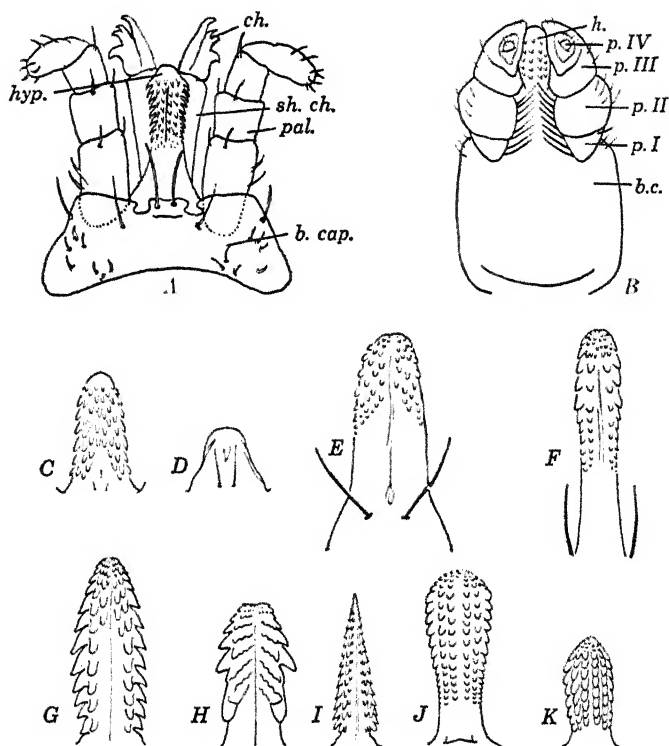 ch.
hyp.
sh. ch.
pal.
b. cap.
A
h.
p. IV
p. III
p. II
p. I
b.c.
B
C
D
E
F
G
H
I
J
K